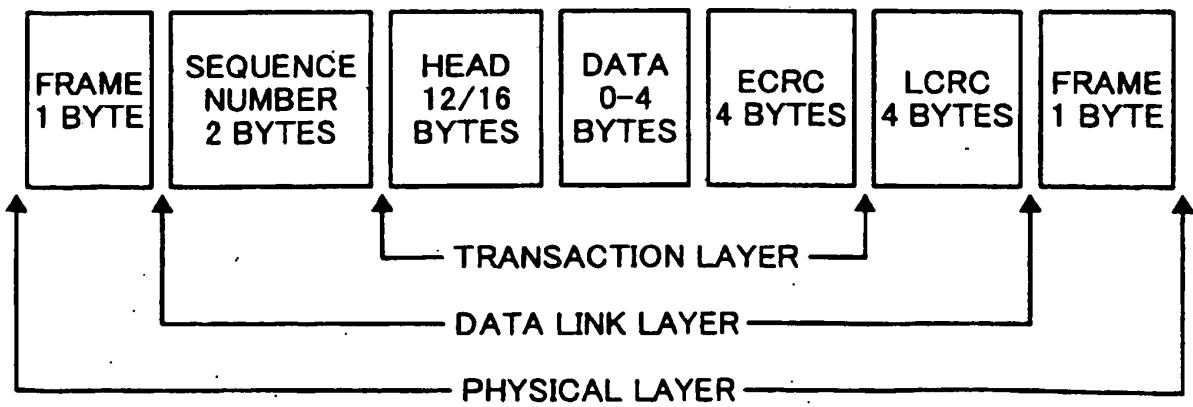 FRAME
1 BYTE
SEQUENCE
NUMBER
2 BYTES
HEAD
12/16
BYTES
DATA
0-4
BYTES
ECRC
4 BYTES
LCRC
4 BYTES
FRAME
1 BYTE
TRANSACTION LAYER
DATA LINK LAYER
PHYSICAL LAYER